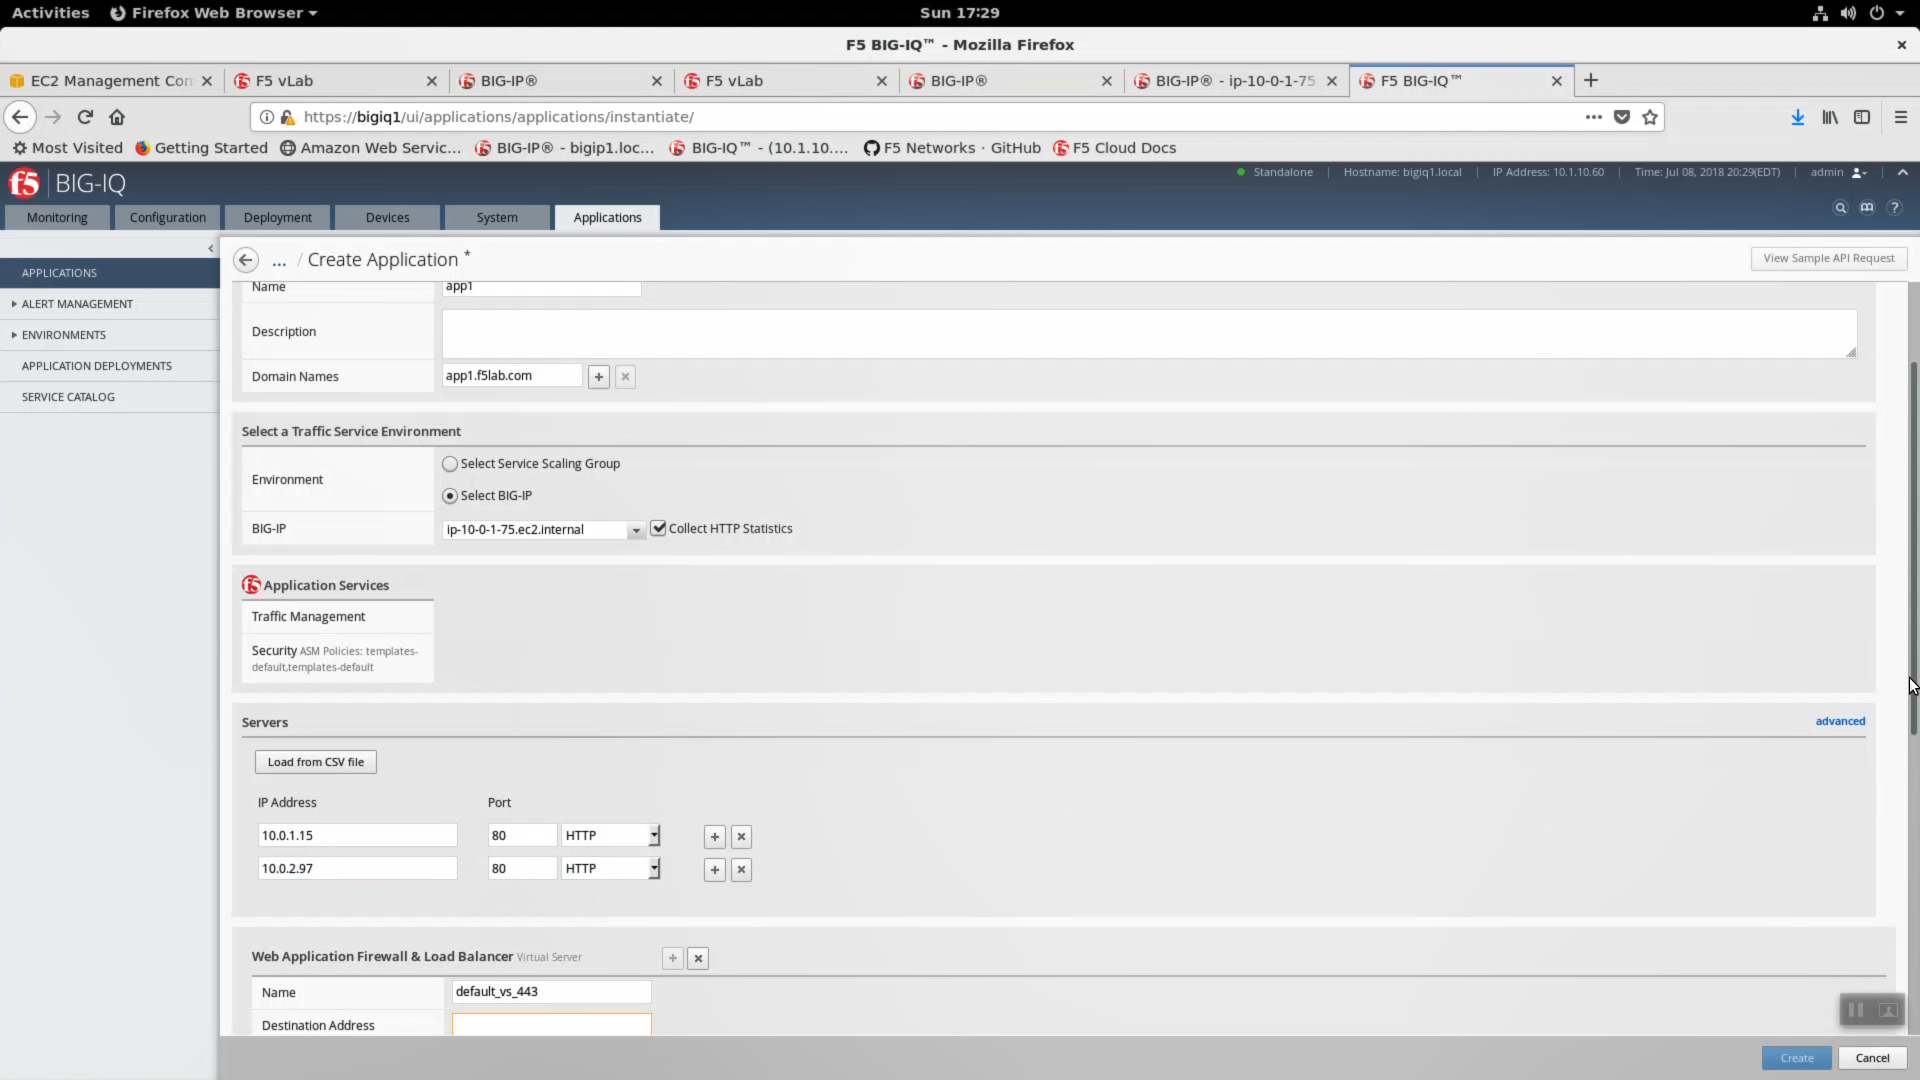 Activities Firefox Web Browser Sun 17:29
F5 BIG-IQ™ - Mozilla Firefox
EC2 Management Con F5 vLab BIG-IP® F5 vLab BIG-IP® BIG-IP® - ip-10-0-1-75 F5 BIG-IQ™
https://bigiq1/ui/applications/applications/instantiate/
Most Visited Getting Started Amazon Web Servic... BIG-IP® - bigip1.loc... BIG-IQ™ - (10.1.10.... F5 Networks · GitHub F5 Cloud Docs
f5 BIG-IQ Standalone Hostname: bigiq1.local IP Address: 10.1.10.60 Time: Jul 08, 2018 20:29(EDT) admin
Monitoring Configuration Deployment Devices System Applications
... / Create Application * View Sample API Request
APPLICATIONS
ALERT MANAGEMENT
ENVIRONMENTS
APPLICATION DEPLOYMENTS
SERVICE CATALOG
Name app1
Description
Domain Names app1.f5lab.com
Select a Traffic Service Environment
Environment
Select Service Scaling Group
Select BIG-IP
BIG-IP ip-10-0-1-75.ec2.internal Collect HTTP Statistics
f5 Application Services
Traffic Management
Security ASM Policies: templates-
default,templates-default
Servers advanced
Load from CSV file
IP Address Port
10.0.1.15 80 HTTP
10.0.2.97 80 HTTP
Web Application Firewall & Load Balancer Virtual Server
Name default_vs_443
Destination Address
Create Cancel